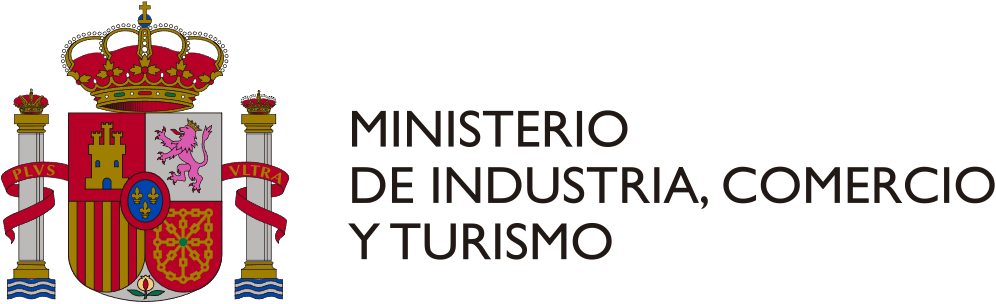 PLVS VLTRA
MINISTERIO
DE INDUSTRIA, COMERCIO
Y TURISMO